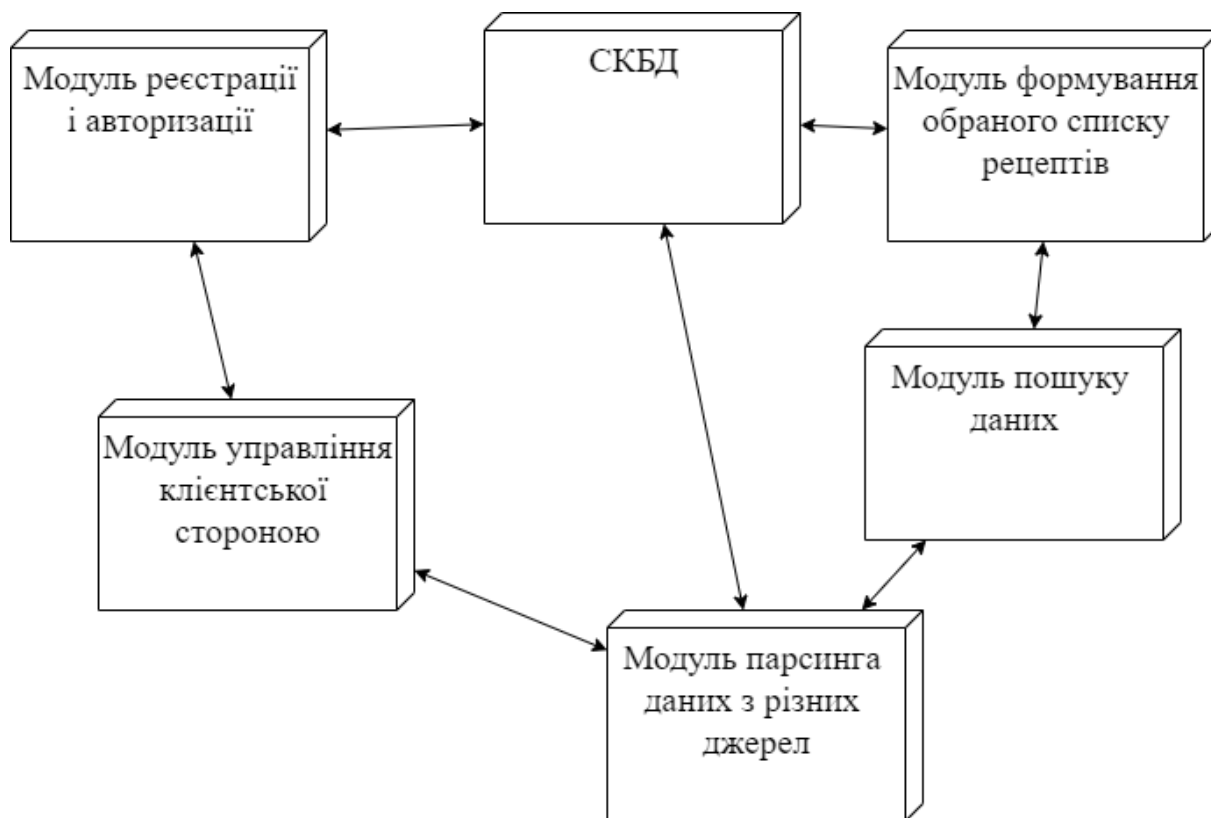 Модуль реєстрації
і авторизації
СКБД
Модуль формування
обраного списку
рецептів
Модуль пошуку
даних
Модуль управління
клієнтської
стороною
Модуль парсинга
даних з різних
джерел